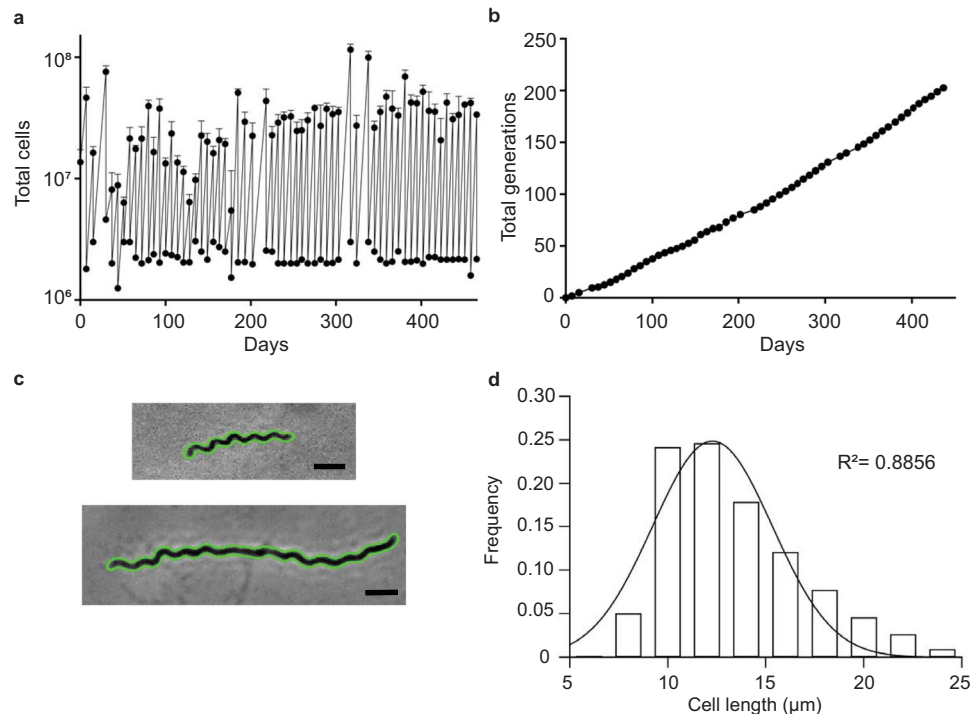 a
10⁸
10⁷
10⁶
Total cells
0
100
200
300
400
Days
b
250
200
150
100
50
0
Total generations
0
100
200
300
400
Days
c
d
0.30
0.25
0.20
0.15
0.10
0.05
0
Frequency
R²= 0.8856
5
10
15
20
25
Cell length (µm)